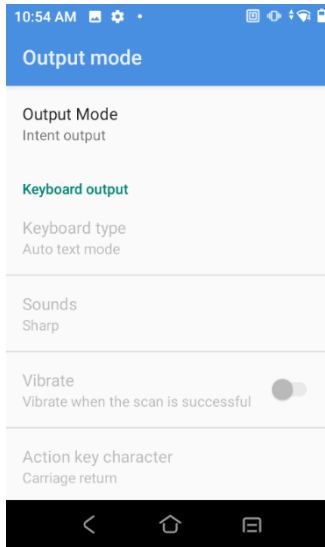 10:54 AM
Output mode
Output Mode
Intent output
Keyboard output
Keyboard type
Auto text mode
Sounds
Sharp
Vibrate
Vibrate when the scan is successful
Action key character
Carriage return